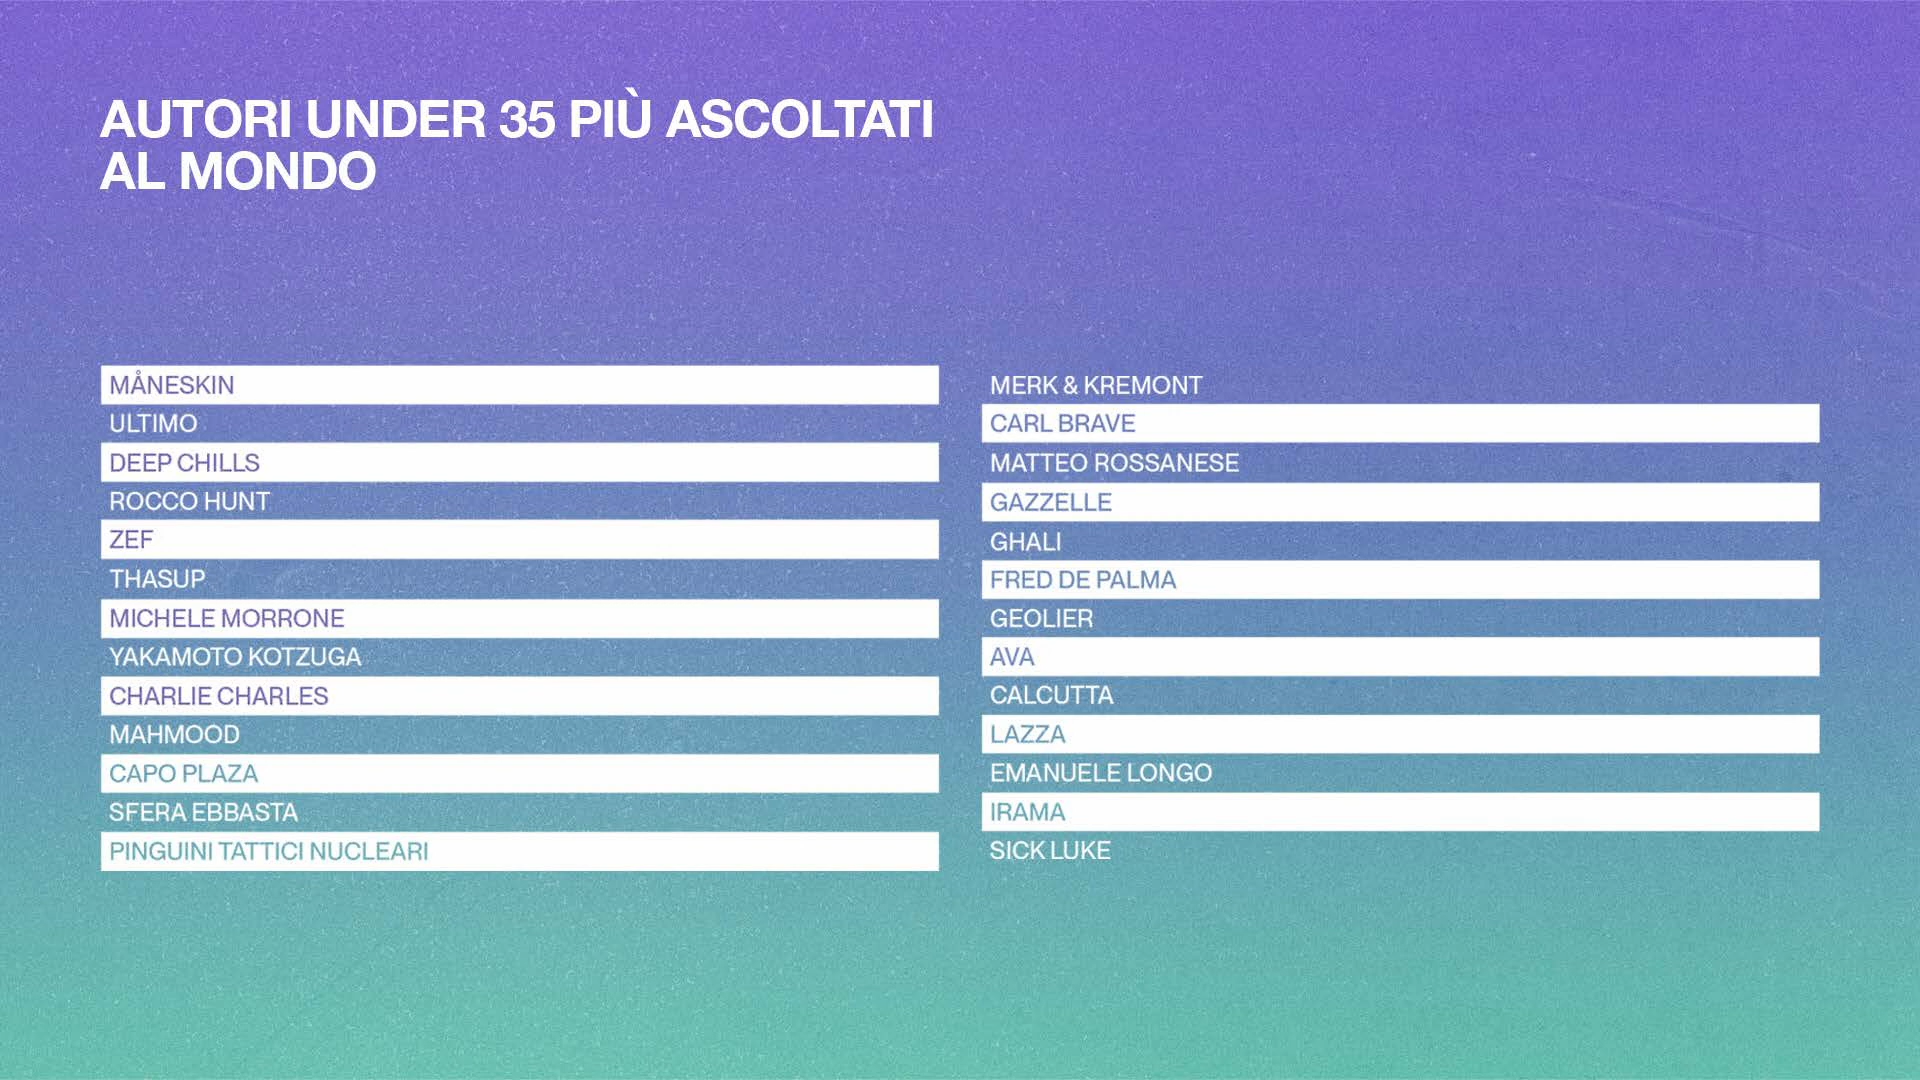 AUTORI UNDER 35 PIÙ ASCOLTATI
AL MONDO
MÅNESKIN
ULTIMO
DEEP CHILLS
ROCCO HUNT
ZEF
THASUP
MICHELE MORRONE
YAKAMOTO KOTZUGA
CHARLIE CHARLES
MAHMOOD
CAPO PLAZA
SFERA EBBASTA
PINGUINI TATTICI NUCLEARI
MERK & KREMONT
CARL BRAVE
MATTEO ROSSANESE
GAZZELLE
GHALI
FRED DE PALMA
GEOLIER
AVA
CALCUTTA
LAZZA
EMANUELE LONGO
IRAMA
SICK LUKE